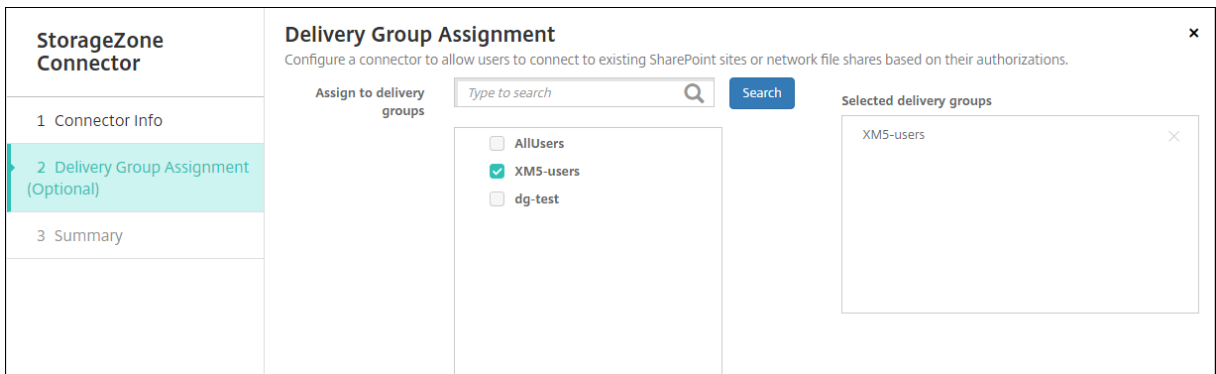 StorageZone
Connector
1 Connector Info
2 Delivery Group Assignment
(Optional)
3 Summary
Delivery Group Assignment
Configure a connector to allow users to connect to existing SharePoint sites or network file shares based on their authorizations.
Assign to delivery
groups
Type to search
Search
AllUsers
XM5-users
dg-test
Selected delivery groups
XM5-users